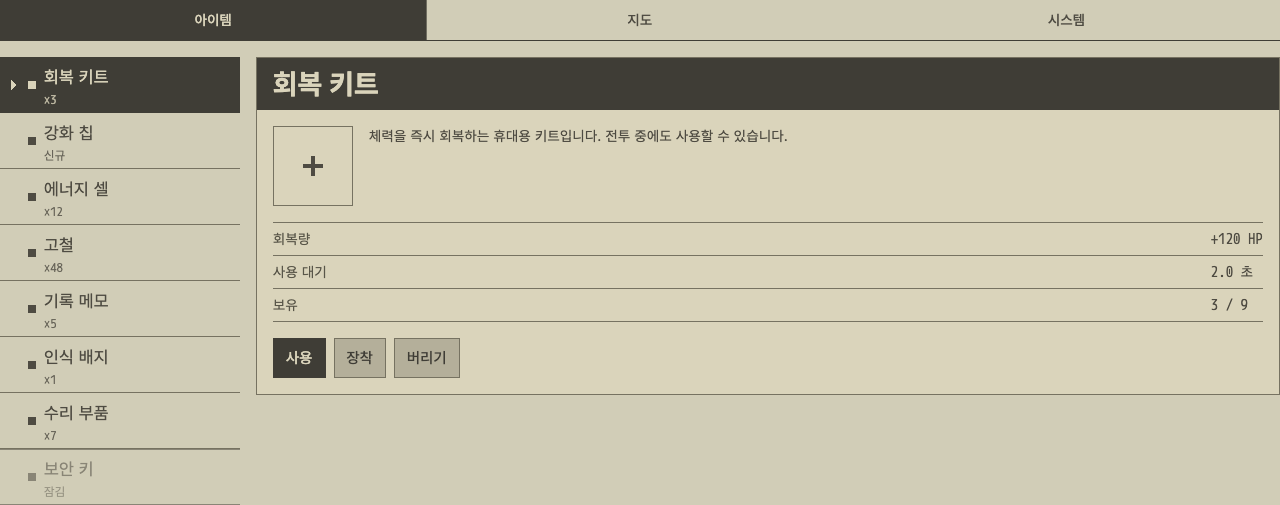 아이템
지도
시스템
회복 키트
x3
강화 칩
신규
에너지 셀
x12
고철
x48
기록 메모
x5
인식 배지
x1
수리 부품
x7
보안 키
잠김
회복 키트
체력을 즉시 회복하는 휴대용 키트입니다. 전투 중에도 사용할 수 있습니다.
회복량 +120 HP
사용 대기 2.0 초
보유 3 / 9
사용 장착 버리기